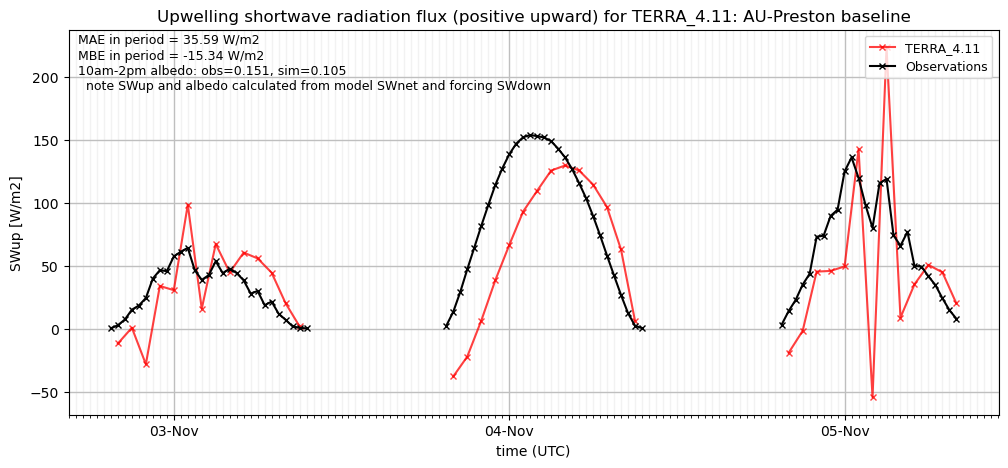 Upwelling shortwave radiation flux (positive upward) for TERRA_4.11: AU-Preston baseline
MAE in period = 35.59 W/m2
MBE in period = -15.34 W/m2
10am-2pm albedo: obs=0.151, sim=0.105
note SWup and albedo calculated from model SWnet and forcing SWdown
TERRA_4.11
Observations
SWup [W/m2]
200
150
100
50
0
−50
03-Nov
04-Nov
05-Nov
time (UTC)